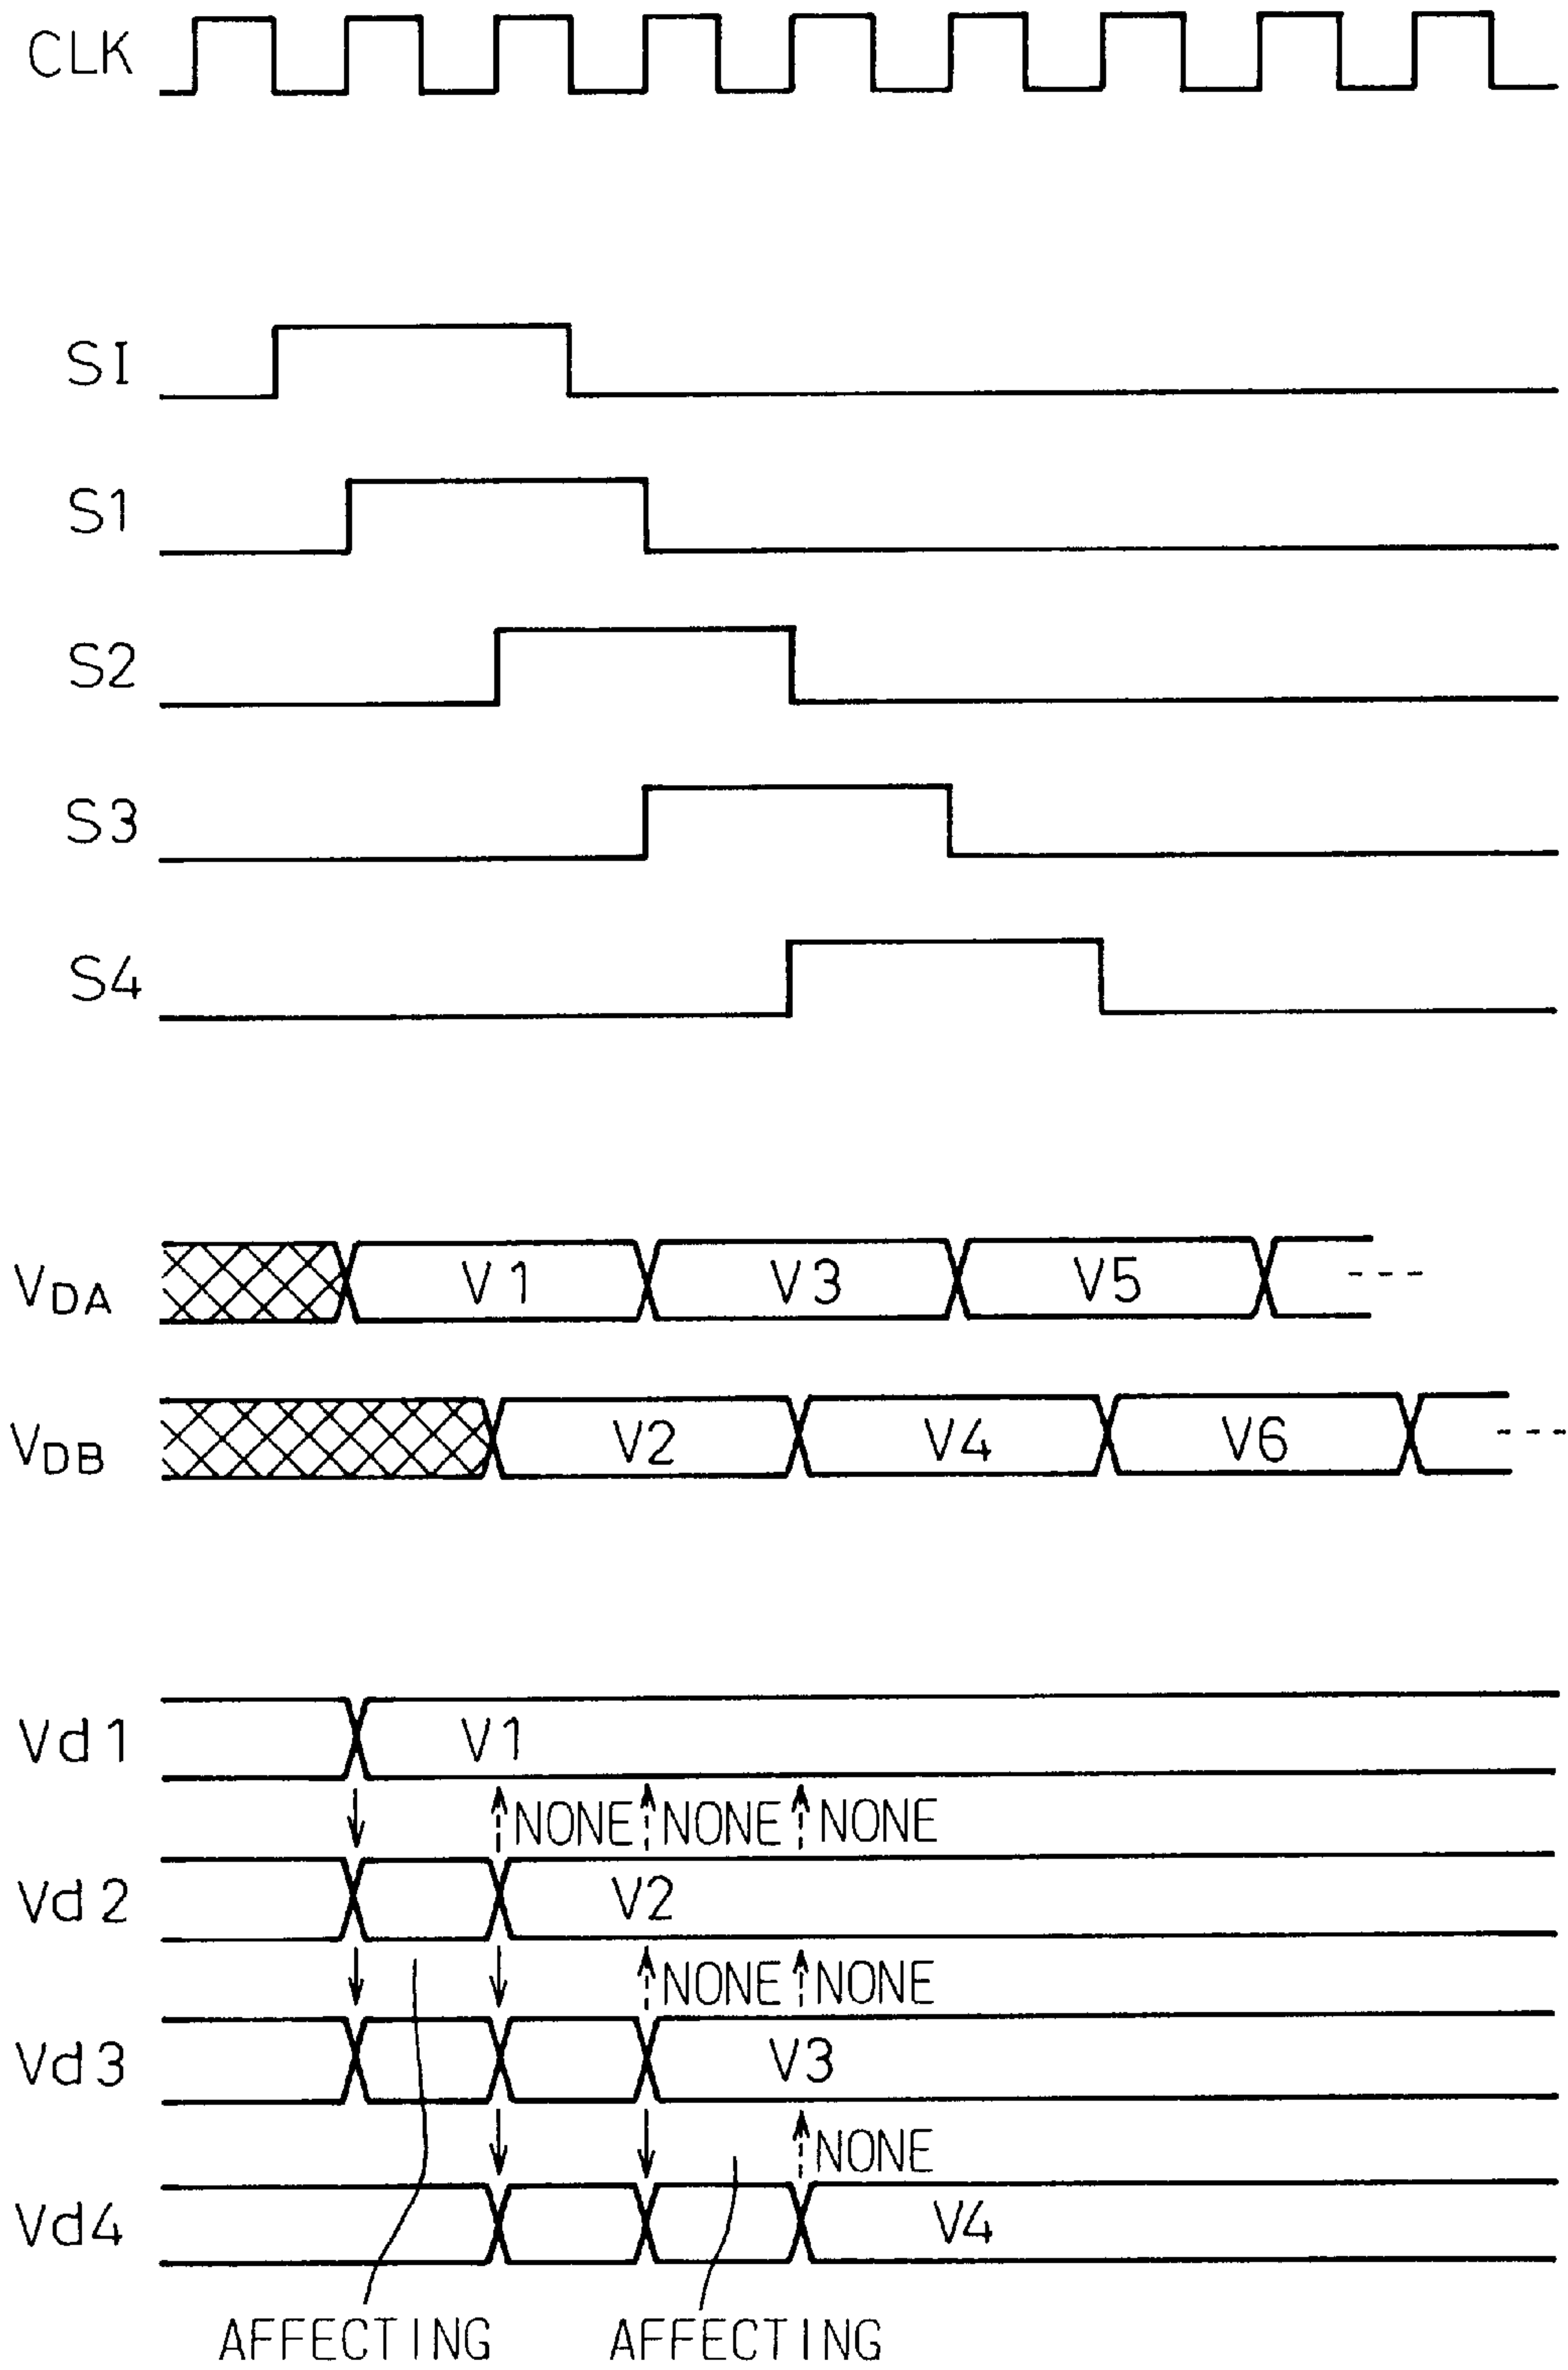 CLK
SI
S1
S2
S3
S4
VDA V1 V3 V5 ---
VDB V2 V4 V6 ---
Vd1 V1
NONE NONE NONE
Vd2 V2
NONE NONE
Vd3 V3
NONE
Vd4 V4
AFFECTING AFFECTING